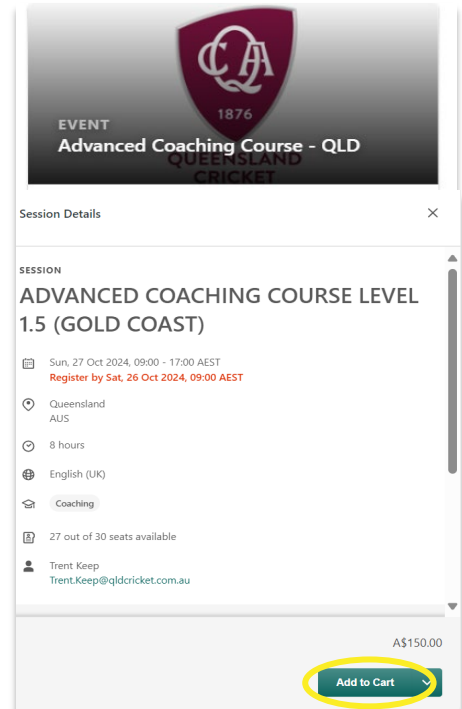 QCA
1876
EVENT
Advanced Coaching Course - QLD
QUEENSLAND
CRICKET
Session Details
SESSION
ADVANCED COACHING COURSE LEVEL
1.5 (GOLD COAST)
Sun, 27 Oct 2024, 09:00 - 17:00 AEST
Register by Sat, 26 Oct 2024, 09:00 AEST
Queensland
AUS
8 hours
English (UK)
Coaching
27 out of 30 seats available
Trent Keep
Trent.Keep@qldcricket.com.au
A$150.00
Add to Cart